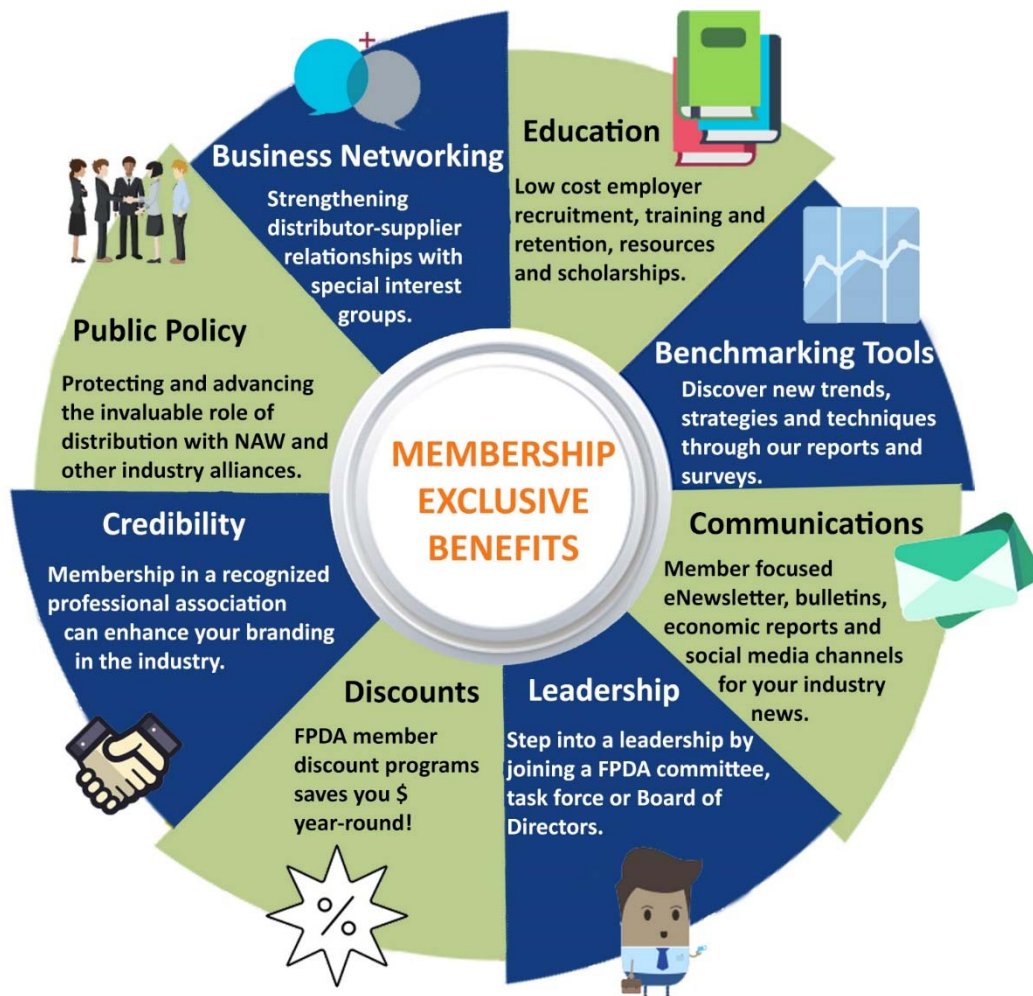 MEMBERSHIP
EXCLUSIVE
BENEFITS
Business Networking
Strengthening
distributor-supplier
relationships with
special interest
groups.
Education
Low cost employer
recruitment, training and
retention, resources
and scholarships.
Benchmarking Tools
Discover new trends,
strategies and techniques
through our reports and
surveys.
Communications
Member focused
eNewsletter, bulletins,
economic reports and
social media channels
for your industry
news.
Leadership
Step into a leadership by
joining a FPDA committee,
task force or Board of
Directors.
Discounts
FPDA member
discount programs
saves you $
year-round!
%
Credibility
Membership in a recognized
professional association
can enhance your branding
in the industry.
Public Policy
Protecting and advancing
the invaluable role of
distribution with NAW and
other industry alliances.